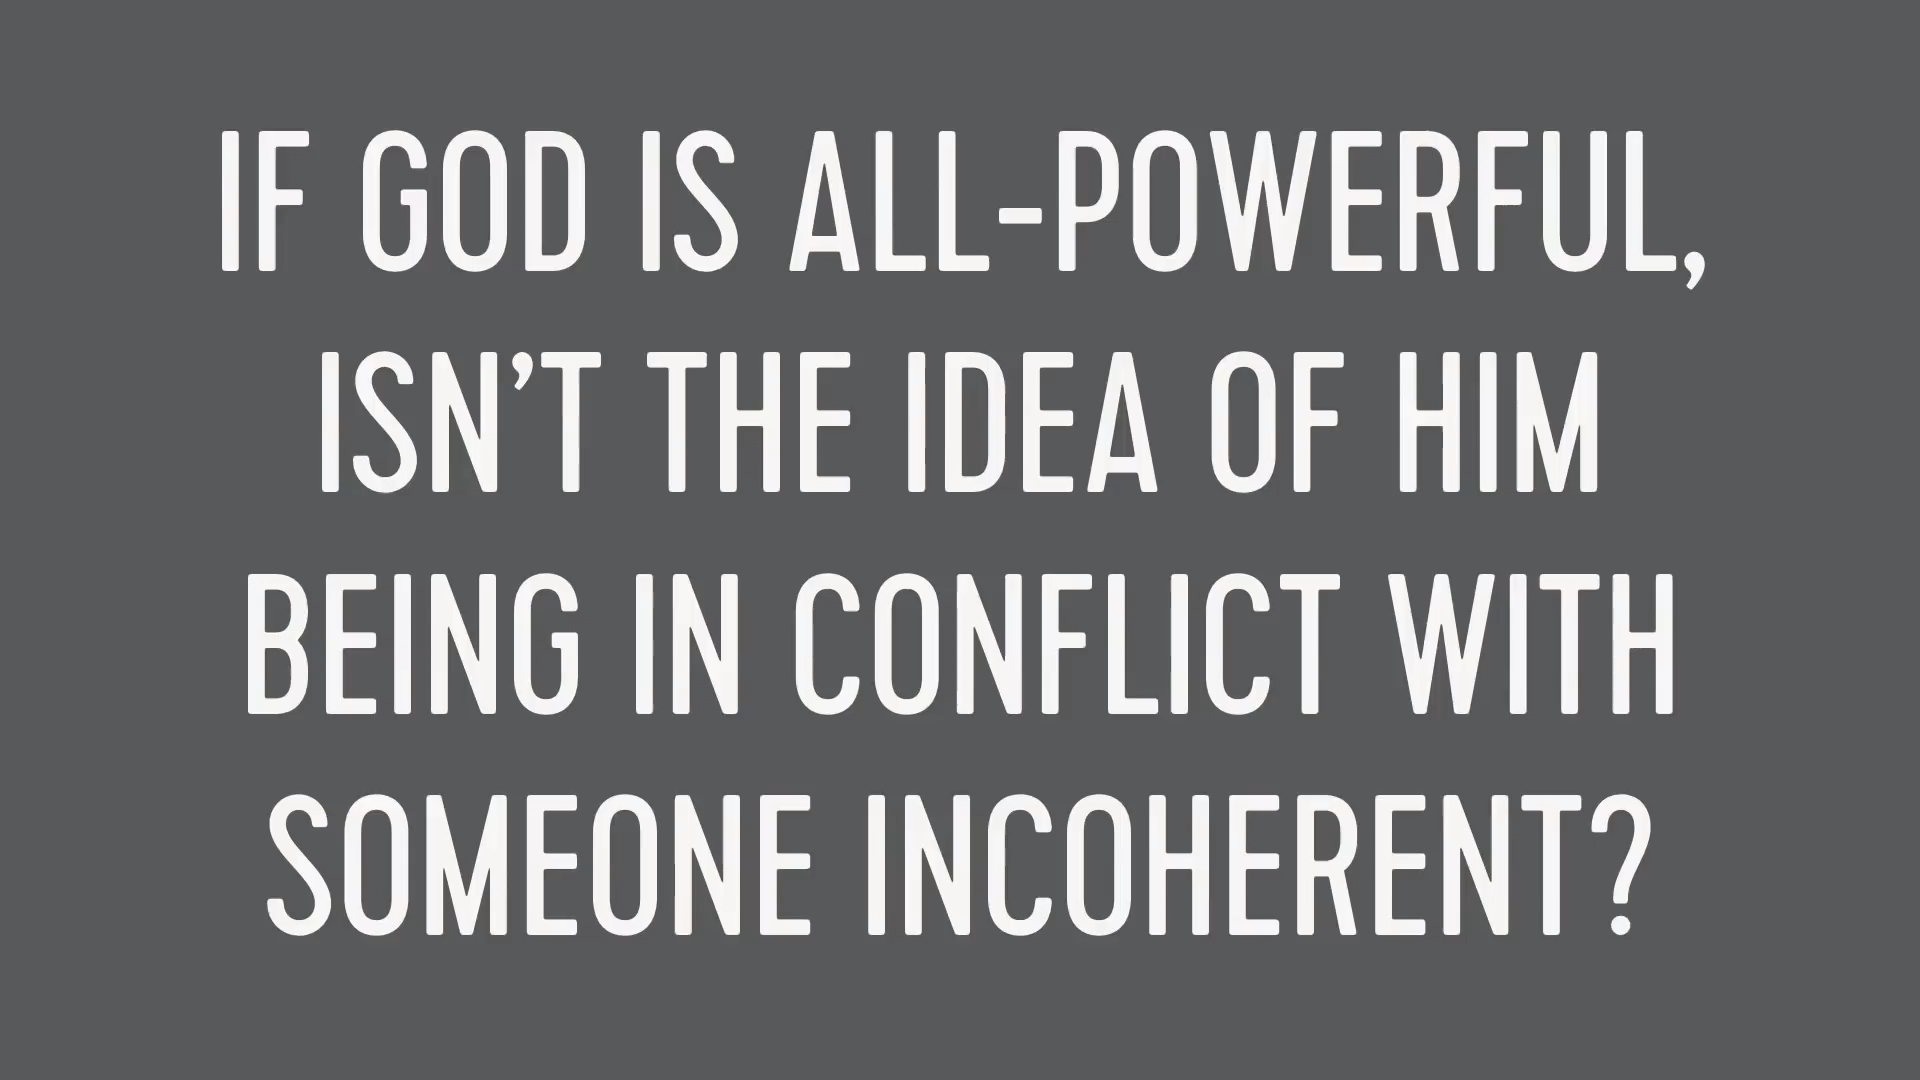 IF GOD IS ALL-POWERFUL,
ISN’T THE IDEA OF HIM
BEING IN CONFLICT WITH
SOMEONE INCOHERENT?